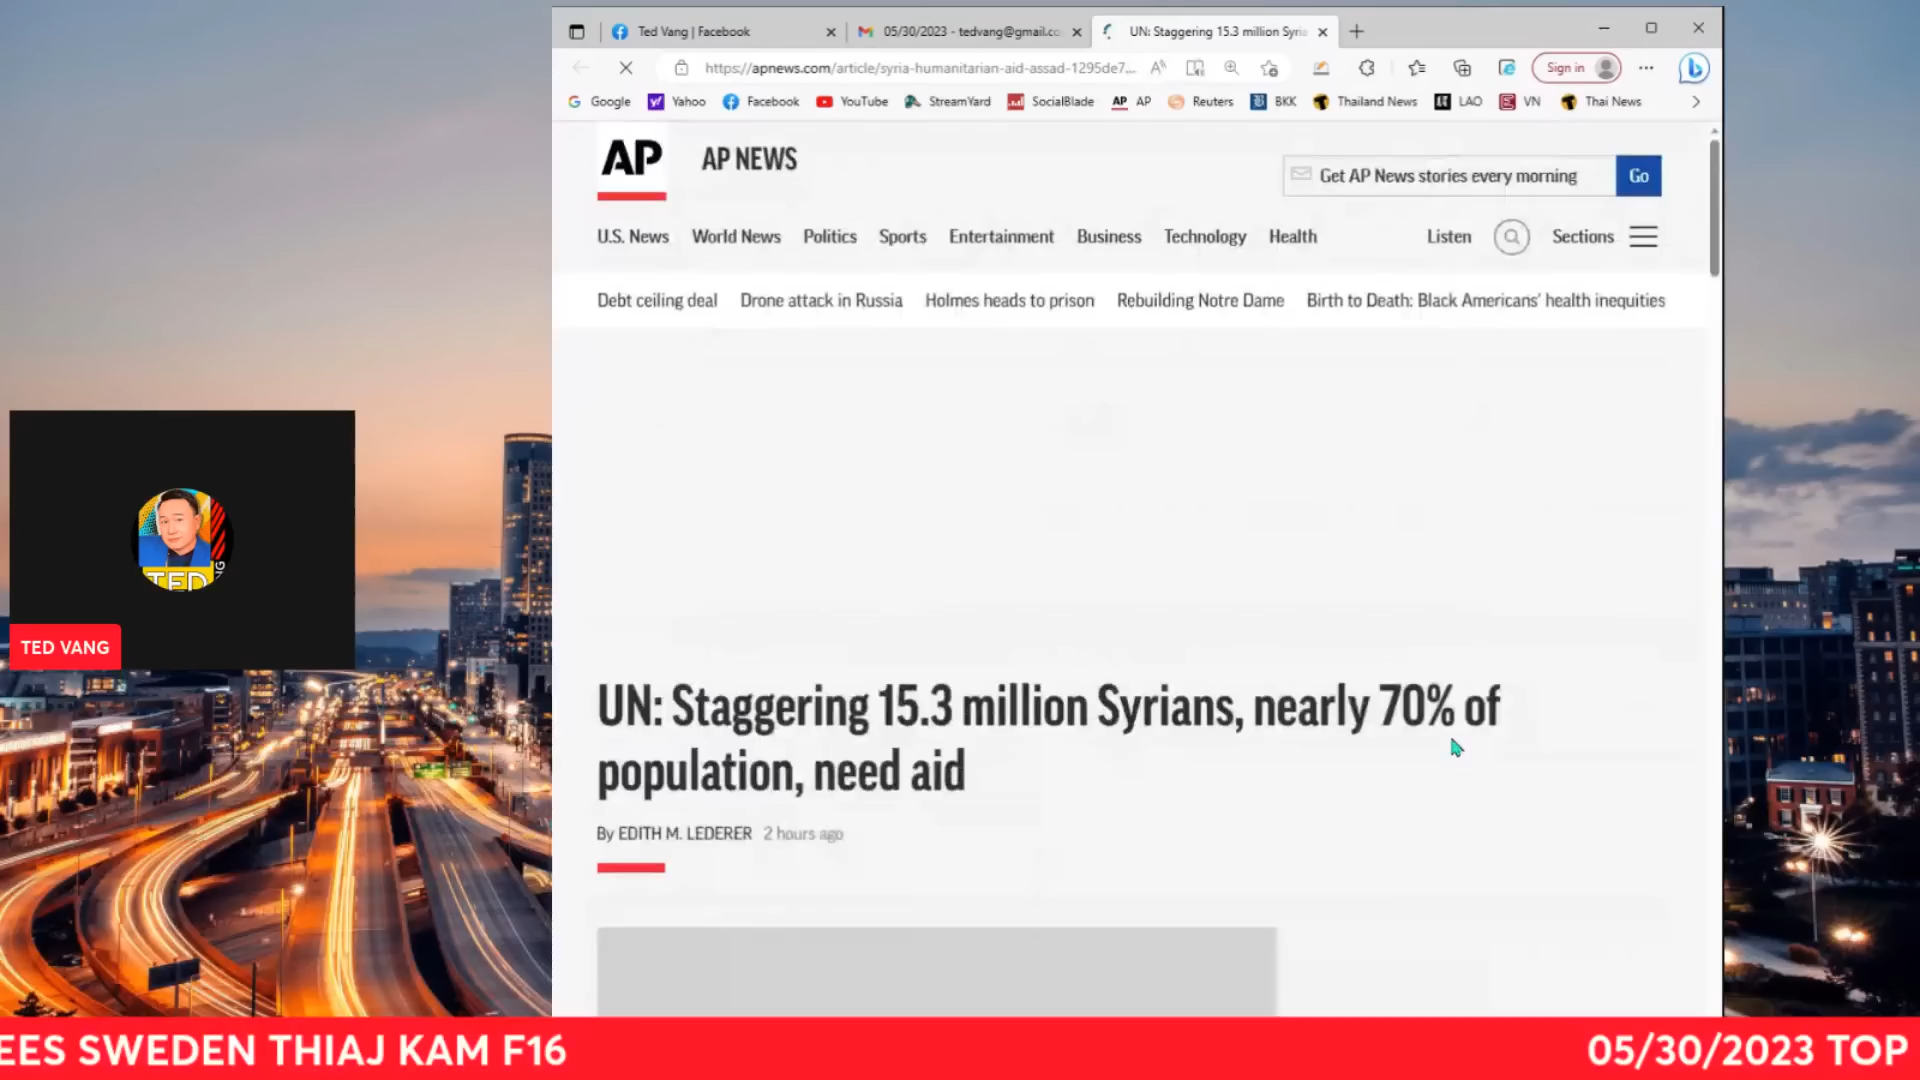 Ted Vang | Facebook
05/30/2023 - tedvang@gmail.co
UN: Staggering 15.3 million Syria
https://apnews.com/article/syria-humanitarian-aid-assad-1295de7...
Sign in
Google
Yahoo
Facebook
YouTube
StreamYard
SocialBlade
AP AP
Reuters
BKK
Thailand News
LAO
VN
Thai News
AP
AP NEWS
Get AP News stories every morning
Go
U.S. News World News Politics Sports Entertainment Business Technology Health Listen Sections
Debt ceiling deal Drone attack in Russia Holmes heads to prison Rebuilding Notre Dame Birth to Death: Black Americans' health inequities
TED
NG
TED VANG
UN: Staggering 15.3 million Syrians, nearly 70% of
population, need aid
By EDITH M. LEDERER 2 hours ago
EES SWEDEN THIAJ KAM F16
05/30/2023 TOP